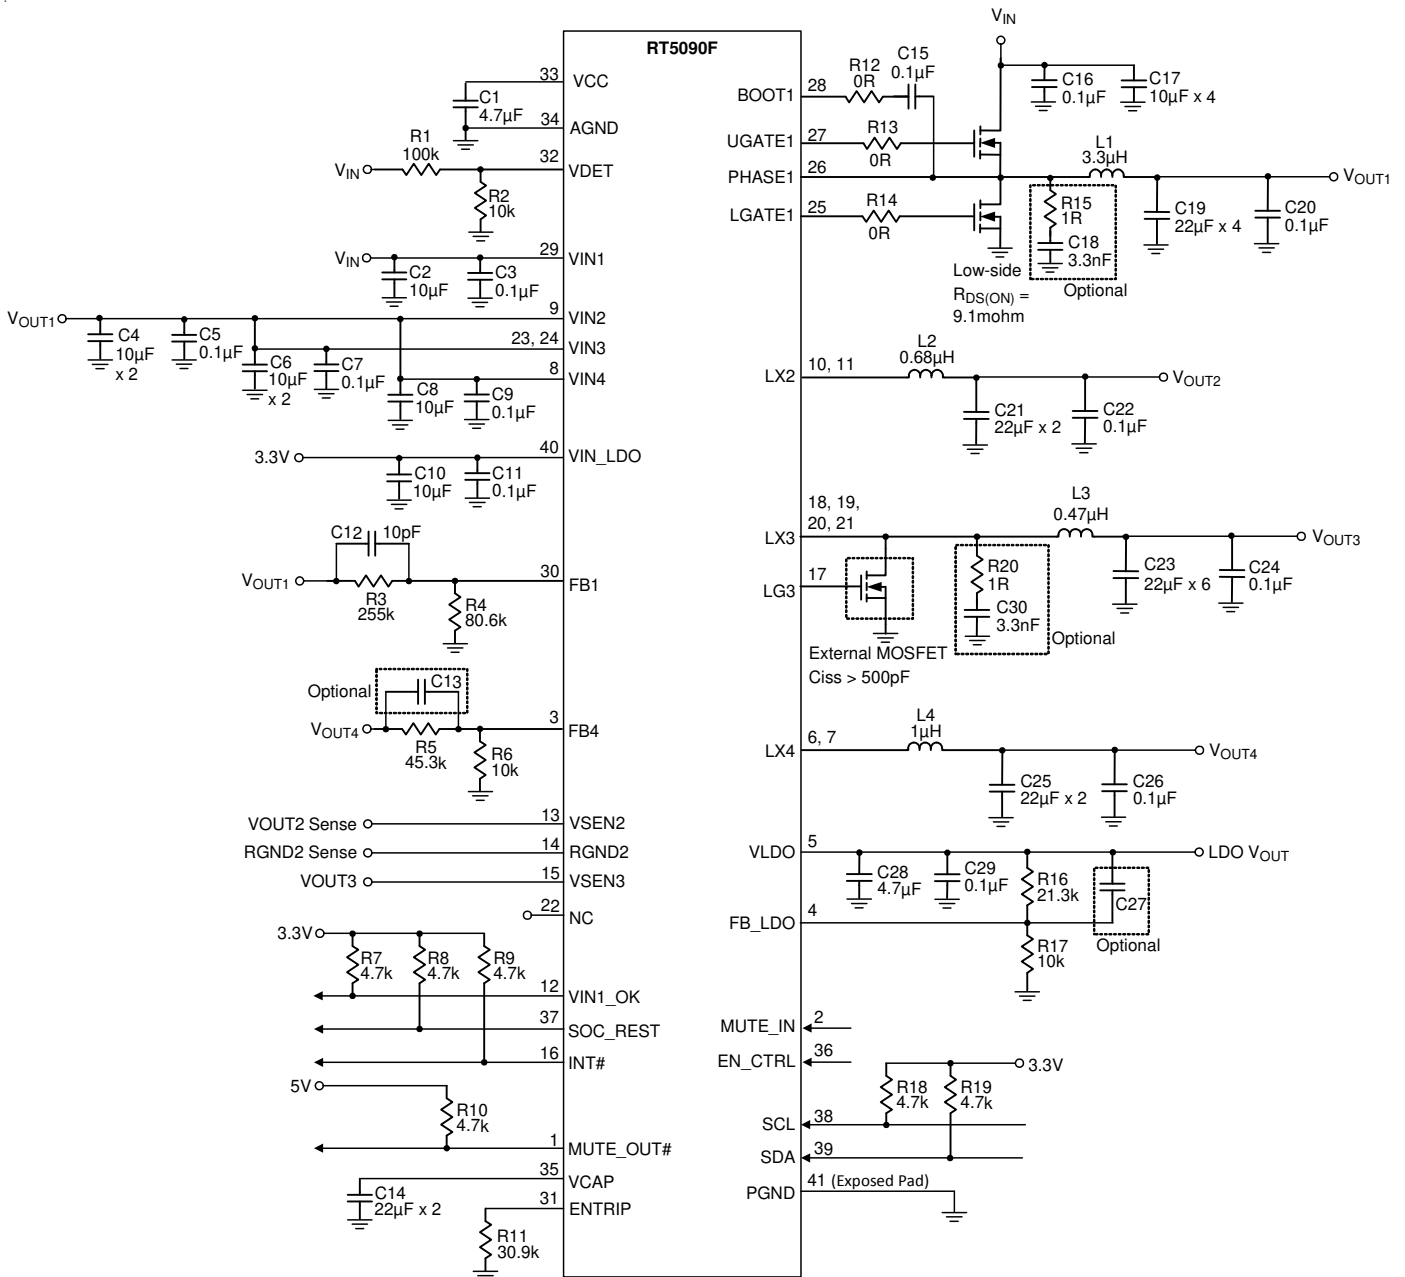 RT5090F
33
VCC
C1
4.7µF
34
AGND
R1
100k
VIN
32
VDET
R2
10k
VIN
29
VIN1
C2
10µF
C3
0.1µF
VOUT1
9
VIN2
C4
10µF
x 2
C5
0.1µF
23, 24
VIN3
C6
10µF
x 2
C7
0.1µF
8
VIN4
C8
10µF
C9
0.1µF
3.3V
40
VIN_LDO
C10
10µF
C11
0.1µF
C12
10pF
VOUT1
30
FB1
R3
255k
R4
80.6k
Optional
C13
VOUT4
3
FB4
R5
45.3k
R6
10k
VOUT2 Sense
13
VSEN2
RGND2 Sense
14
RGND2
VOUT3
15
VSEN3
22
NC
3.3V
R7
4.7k
R8
4.7k
R9
4.7k
12
VIN1_OK
37
SOC_REST
16
INT#
5V
R10
4.7k
1
MUTE_OUT#
35
VCAP
C14
22µF x 2
31
ENTRIP
R11
30.9k
VIN
BOOT1
28
R12
0R
C15
0.1µF
C16
0.1µF
C17
10µF x 4
UGATE1
27
R13
0R
PHASE1
26
L1
3.3µH
VOUT1
LGATE1
25
R14
0R
R15
1R
C18
3.3nF
Optional
C19
22µF x 4
C20
0.1µF
Low-side
RDS(ON) =
9.1mohm
LX2
10, 11
L2
0.68µH
VOUT2
C21
22µF x 2
C22
0.1µF
18, 19,
20, 21
LX3
L3
0.47µH
VOUT3
LG3
17
R20
1R
C30
3.3nF
Optional
C23
22µF x 6
C24
0.1µF
External MOSFET
Ciss > 500pF
LX4
6, 7
L4
1µH
VOUT4
C25
22µF x 2
C26
0.1µF
VLDO
5
LDO VOUT
C28
4.7µF
C29
0.1µF
R16
21.3k
C27
Optional
FB_LDO
4
R17
10k
MUTE_IN
2
EN_CTRL
36
3.3V
R18
4.7k
R19
4.7k
SCL
38
SDA
39
PGND
41 (Exposed Pad)